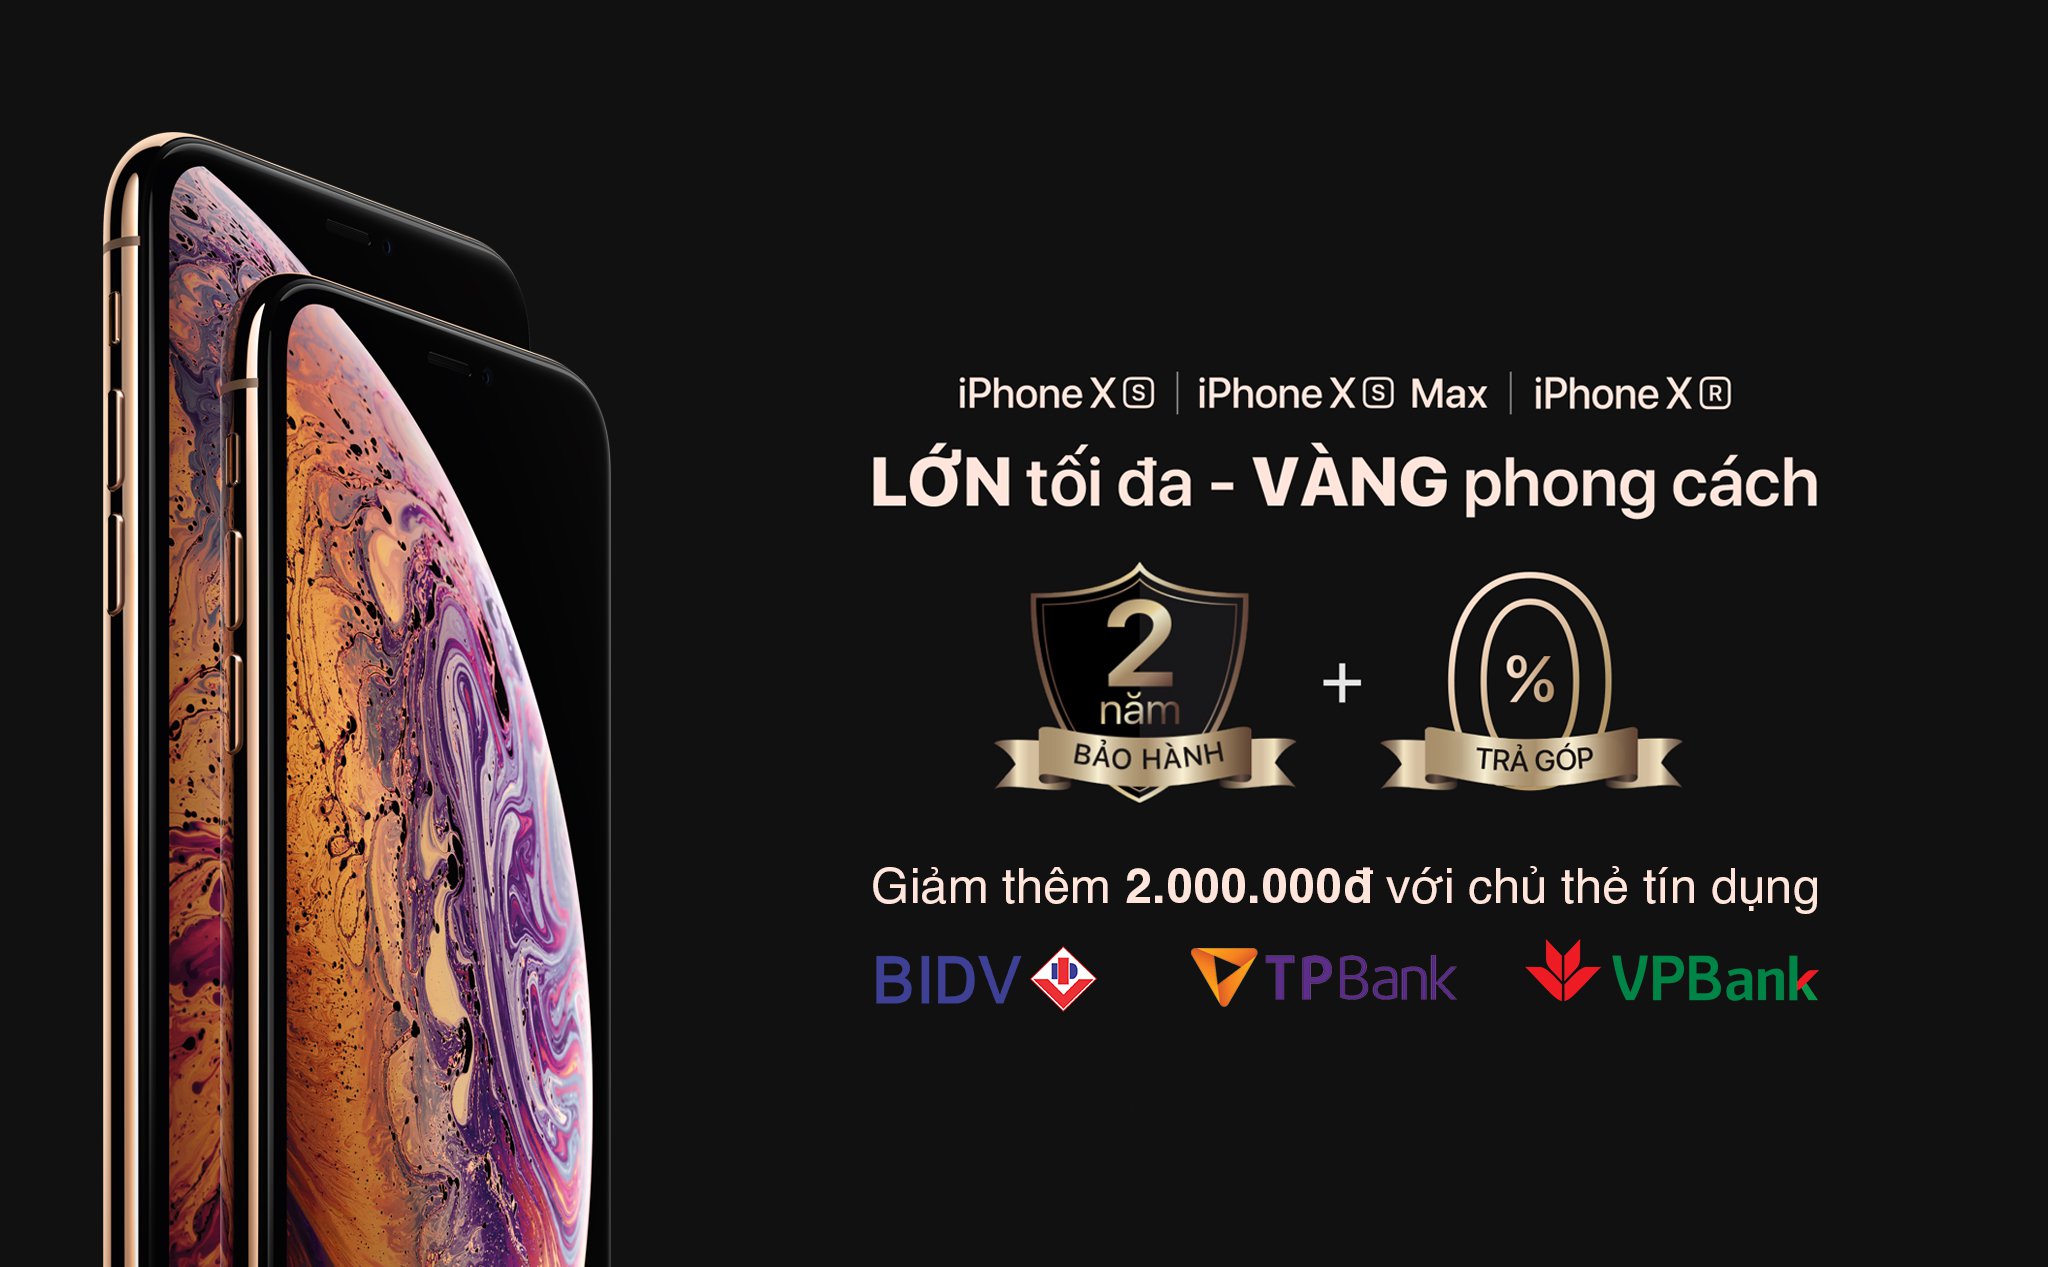 iPhone XS | iPhone XS Max | iPhone XR
LỚN tối đa - VÀNG phong cách
2
năm
BẢO HÀNH
+
0%
TRẢ GÓP
Giảm thêm 2.000.000đ với chủ thẻ tín dụng
BIDV TPBank VPBank